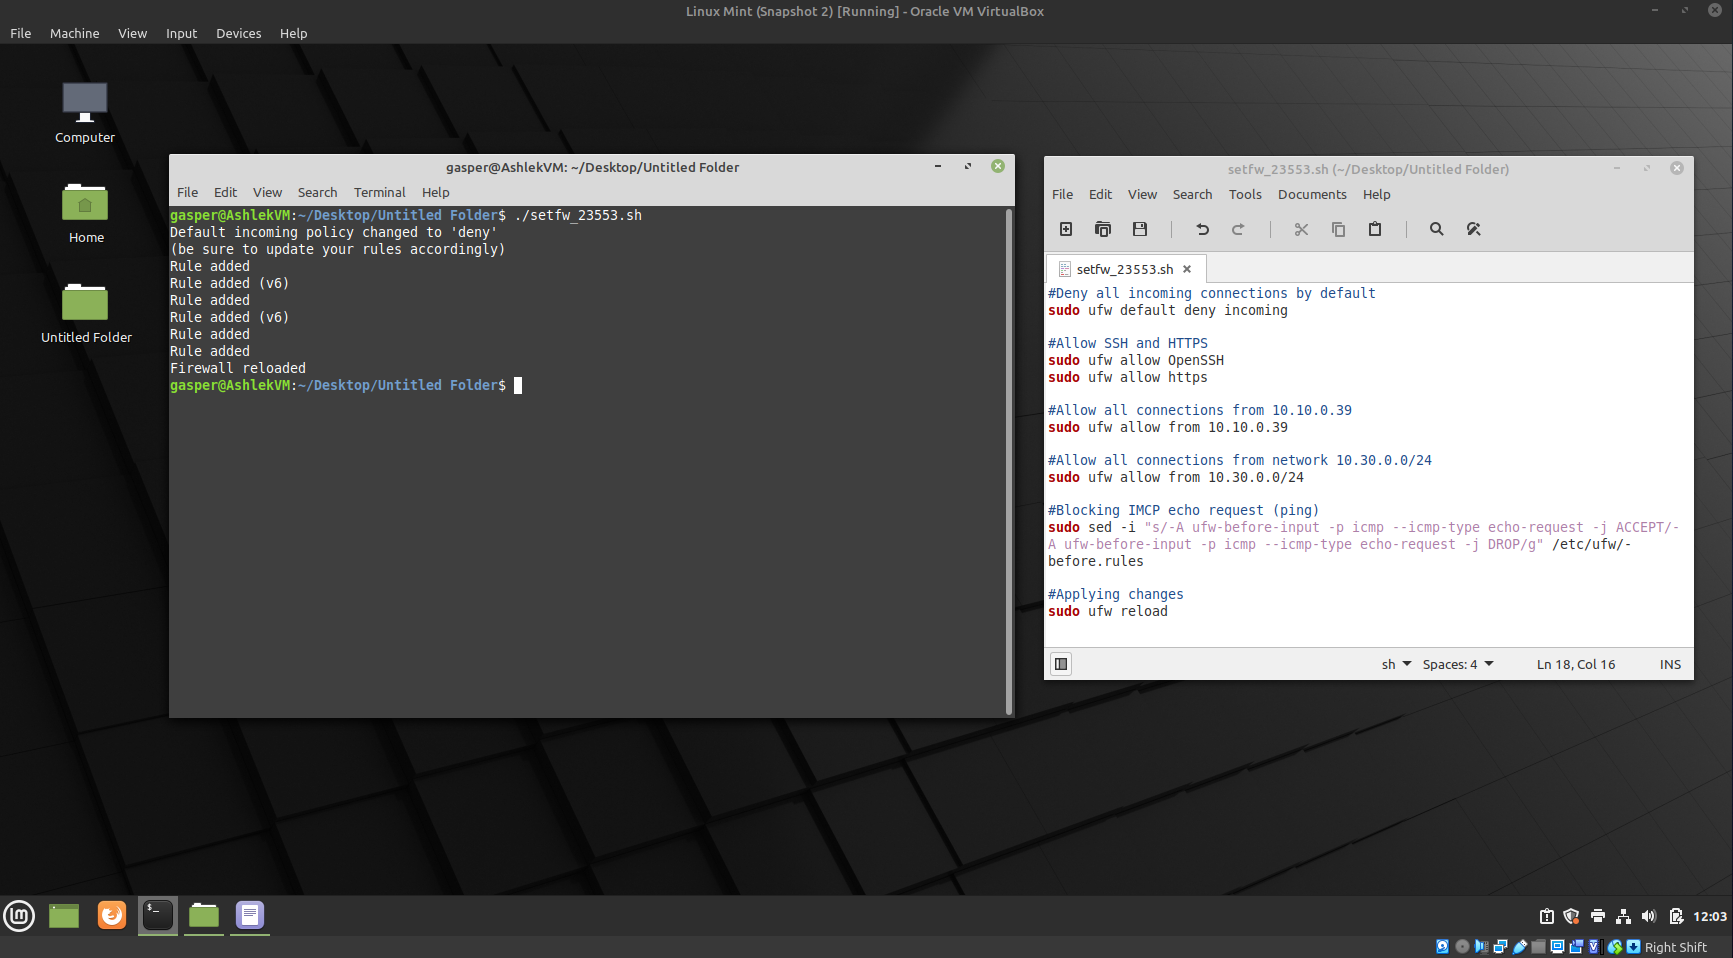 Linux Mint (Snapshot 2) [Running] - Oracle VM VirtualBox
File Machine View Input Devices Help
Computer
Home
Untitled Folder
gasper@AshlekVM: ~/Desktop/Untitled Folder
File Edit View Search Terminal Help
gasper@AshlekVM:~/Desktop/Untitled Folder$ ./setfw_23553.sh
Default incoming policy changed to 'deny'
(be sure to update your rules accordingly)
Rule added
Rule added (v6)
Rule added
Rule added (v6)
Rule added
Rule added
Firewall reloaded
gasper@AshlekVM:~/Desktop/Untitled Folder$
setfw_23553.sh (~/Desktop/Untitled Folder)
File Edit View Search Tools Documents Help
setfw_23553.sh
#Deny all incoming connections by default
sudo ufw default deny incoming
#Allow SSH and HTTPS
sudo ufw allow OpenSSH
sudo ufw allow https
#Allow all connections from 10.10.0.39
sudo ufw allow from 10.10.0.39
#Allow all connections from network 10.30.0.0/24
sudo ufw allow from 10.30.0.0/24
#Blocking IMCP echo request (ping)
sudo sed -i "s/-A ufw-before-input -p icmp --icmp-type echo-request -j ACCEPT/-
A ufw-before-input -p icmp --icmp-type echo-request -j DROP/g" /etc/ufw/-
before.rules
#Applying changes
sudo ufw reload
sh Spaces: 4 Ln 18, Col 16 INS
12:03
Right Shift